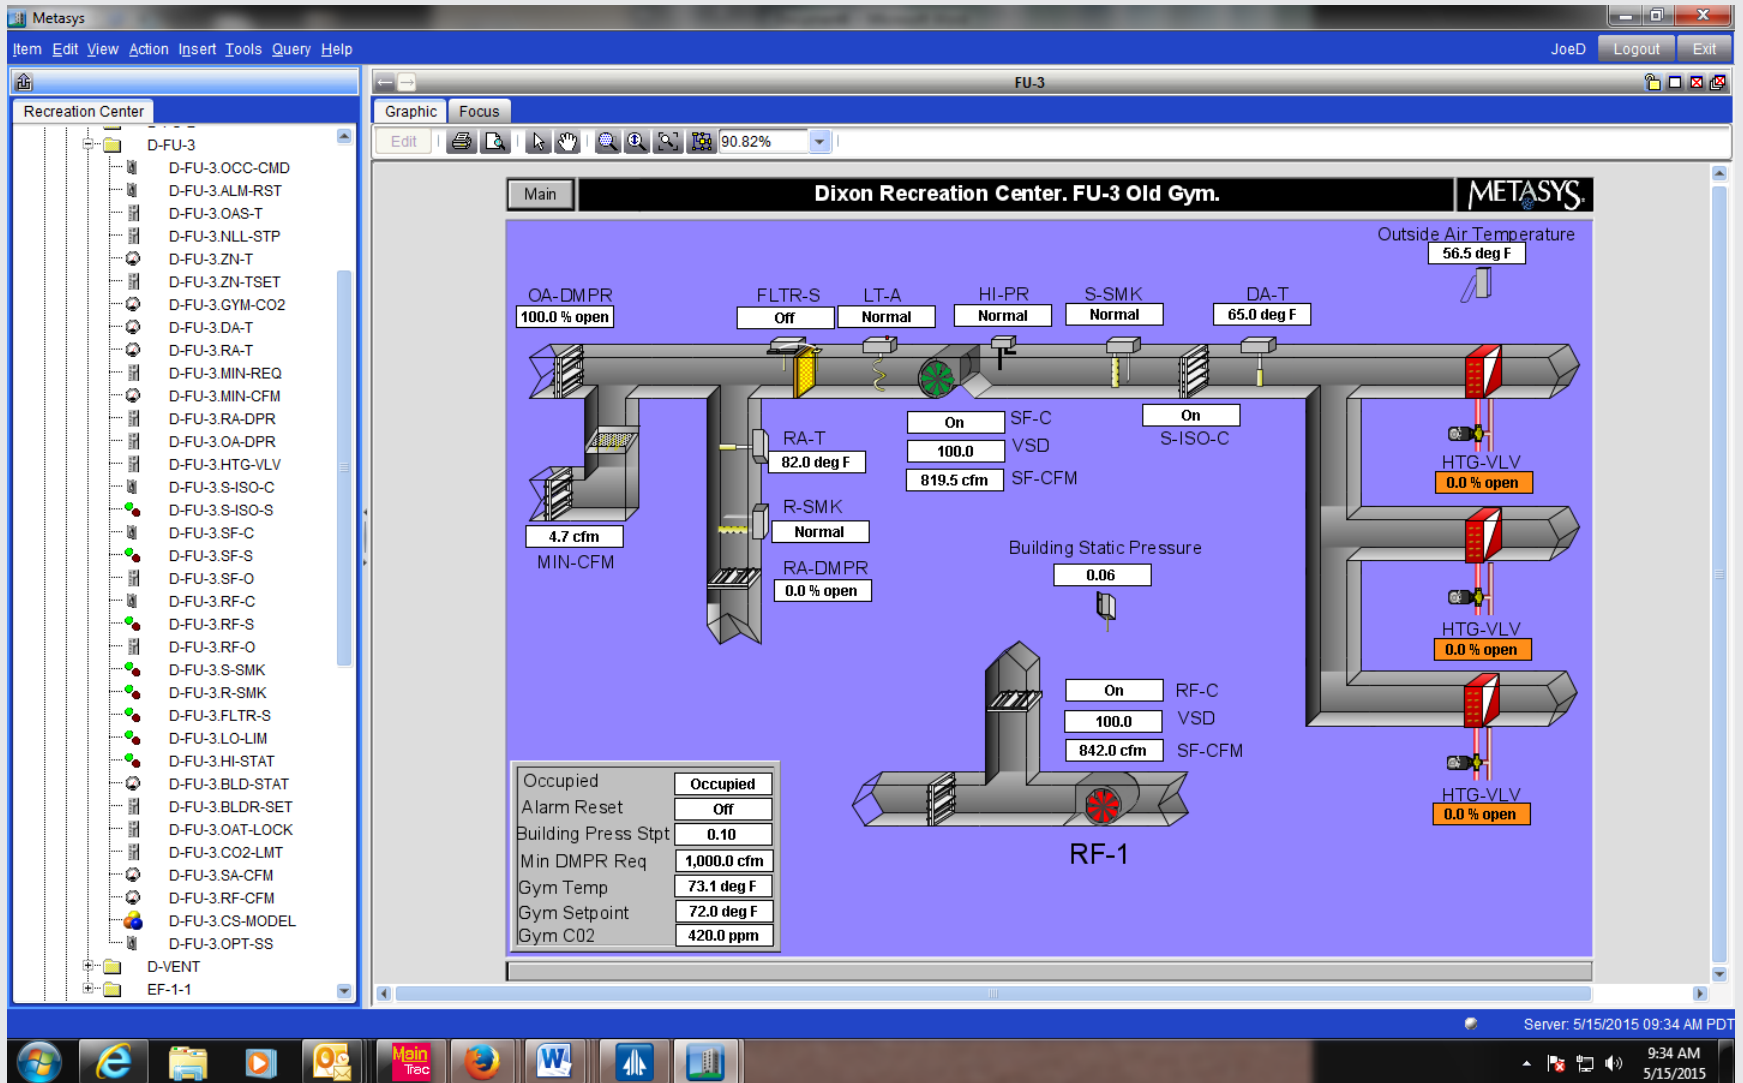 Metasys
Item Edit View Action Insert Tools Query Help
JoeD Logout Exit
FU-3
Recreation Center
Graphic Focus
Edit 90.82%
D-FU-3
D-FU-3.OCC-CMD
D-FU-3.ALM-RST
D-FU-3.OAS-T
D-FU-3.NLL-STP
D-FU-3.ZN-T
D-FU-3.ZN-TSET
D-FU-3.GYM-CO2
D-FU-3.DA-T
D-FU-3.RA-T
D-FU-3.MIN-REQ
D-FU-3.MIN-CFM
D-FU-3.RA-DPR
D-FU-3.OA-DPR
D-FU-3.HTG-VLV
D-FU-3.S-ISO-C
D-FU-3.S-ISO-S
D-FU-3.SF-C
D-FU-3.SF-S
D-FU-3.SF-O
D-FU-3.RF-C
D-FU-3.RF-S
D-FU-3.RF-O
D-FU-3.S-SMK
D-FU-3.R-SMK
D-FU-3.FLTR-S
D-FU-3.LO-LIM
D-FU-3.HI-STAT
D-FU-3.BLD-STAT
D-FU-3.BLDR-SET
D-FU-3.OAT-LOCK
D-FU-3.CO2-LMT
D-FU-3.SA-CFM
D-FU-3.RF-CFM
D-FU-3.CS-MODEL
D-FU-3.OPT-SS
D-VENT
EF-1-1
Main
Dixon Recreation Center. FU-3 Old Gym.
METASYS
Outside Air Temperature
56.5 deg F
OA-DMPR
100.0 % open
FLTR-S
Off
LT-A
Normal
HI-PR
Normal
S-SMK
Normal
DA-T
65.0 deg F
On SF-C
100.0 VSD
819.5 cfm SF-CFM
On
S-ISO-C
RA-T
82.0 deg F
R-SMK
Normal
RA-DMPR
0.0 % open
4.7 cfm
MIN-CFM
Building Static Pressure
0.06
HTG-VLV
0.0 % open
HTG-VLV
0.0 % open
HTG-VLV
0.0 % open
On RF-C
100.0 VSD
842.0 cfm SF-CFM
RF-1
Occupied Occupied
Alarm Reset Off
Building Press Stpt 0.10
Min DMPR Req 1,000.0 cfm
Gym Temp 73.1 deg F
Gym Setpoint 72.0 deg F
Gym C02 420.0 ppm
Server: 5/15/2015 09:34 AM PDT
Main
Trac
9:34 AM
5/15/2015